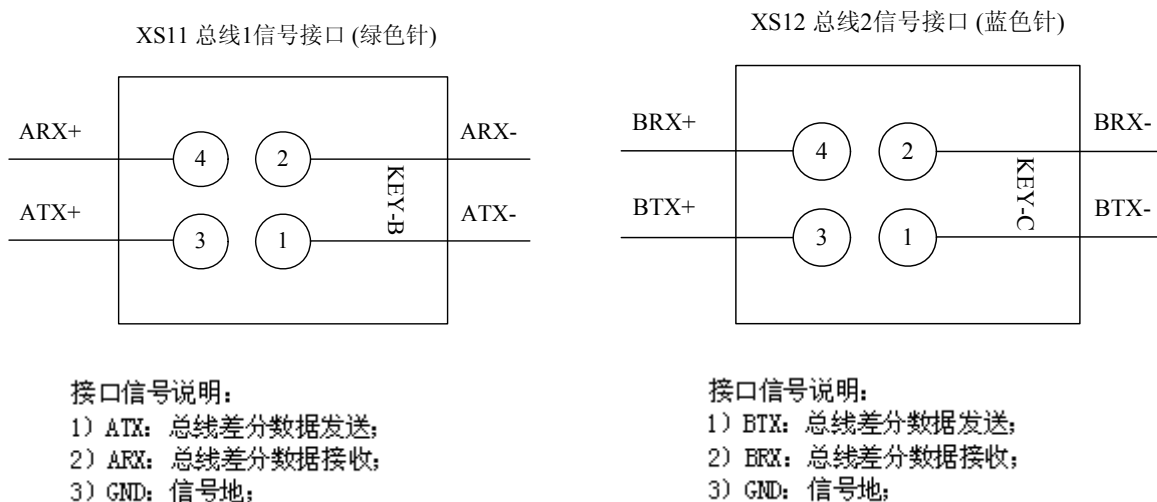 XS11 总线1信号接口 (绿色针)
ARX+
4
2
ARX-
KEY-B
ATX+
3
1
ATX-
接口信号说明:
1) ATX: 总线差分数据发送;
2) ARX: 总线差分数据接收;
3) GND: 信号地;
XS12 总线2信号接口 (蓝色针)
BRX+
4
2
BRX-
KEY-C
BTX+
3
1
BTX-
接口信号说明:
1) BTX: 总线差分数据发送;
2) BRX: 总线差分数据接收;
3) GND: 信号地;